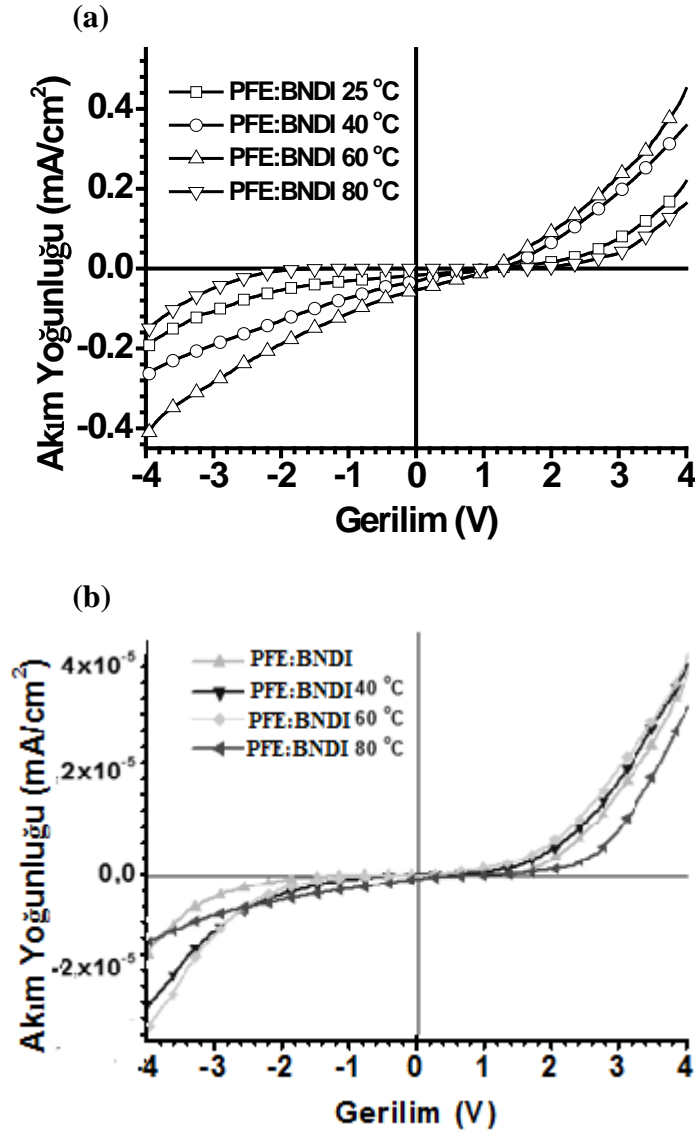 (a)
Akım Yoğunluğu (mA/cm²)
0.4
0.2
0.0
-0.2
-0.4
PFE:BNDI 25 °C
PFE:BNDI 40 °C
PFE:BNDI 60 °C
PFE:BNDI 80 °C
-4 -3 -2 -1 0 1 2 3 4
Gerilim (V)
(b)
Akım Yoğunluğu (mA/cm²)
4x10⁻⁵
2x10⁻⁵
0,0
-2x10⁻⁵
PFE:BNDI
PFE:BNDI 40 °C
PFE:BNDI 60 °C
PFE:BNDI 80 °C
-4 -3 -2 -1 0 1 2 3 4
Gerilim (V)